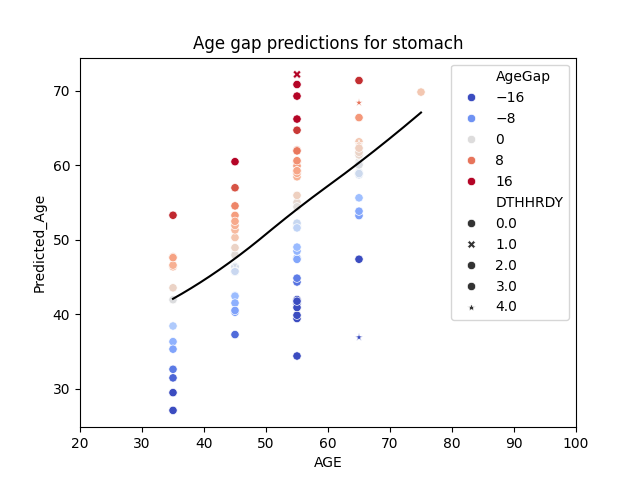 Age gap predictions for stomach
Predicted_Age
70
60
50
40
30
20 30 40 50 60 70 80 90 100
AGE
AgeGap
−16
−8
0
8
16
DTHHRDY
0.0
1.0
2.0
3.0
4.0